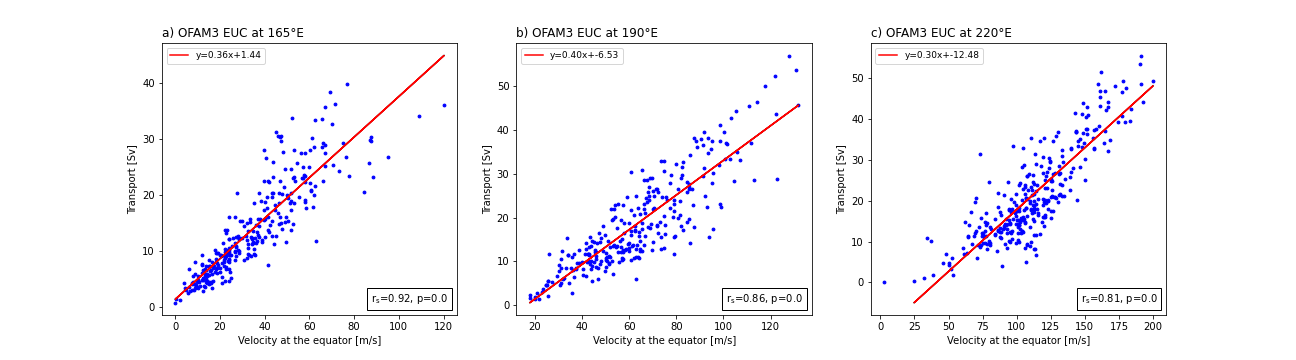 a) OFAM3 EUC at 165°E
y=0.36x+1.44
Transport [Sv]
40
30
20
10
0
rs=0.92, p=0.0
0 20 40 60 80 100 120
Velocity at the equator [m/s]
b) OFAM3 EUC at 190°E
y=0.40x+-6.53
Transport [Sv]
50
40
30
20
10
0
rs=0.86, p=0.0
20 40 60 80 100 120
Velocity at the equator [m/s]
c) OFAM3 EUC at 220°E
y=0.30x+-12.48
Transport [Sv]
50
40
30
20
10
0
rs=0.81, p=0.0
0 25 50 75 100 125 150 175 200
Velocity at the equator [m/s]